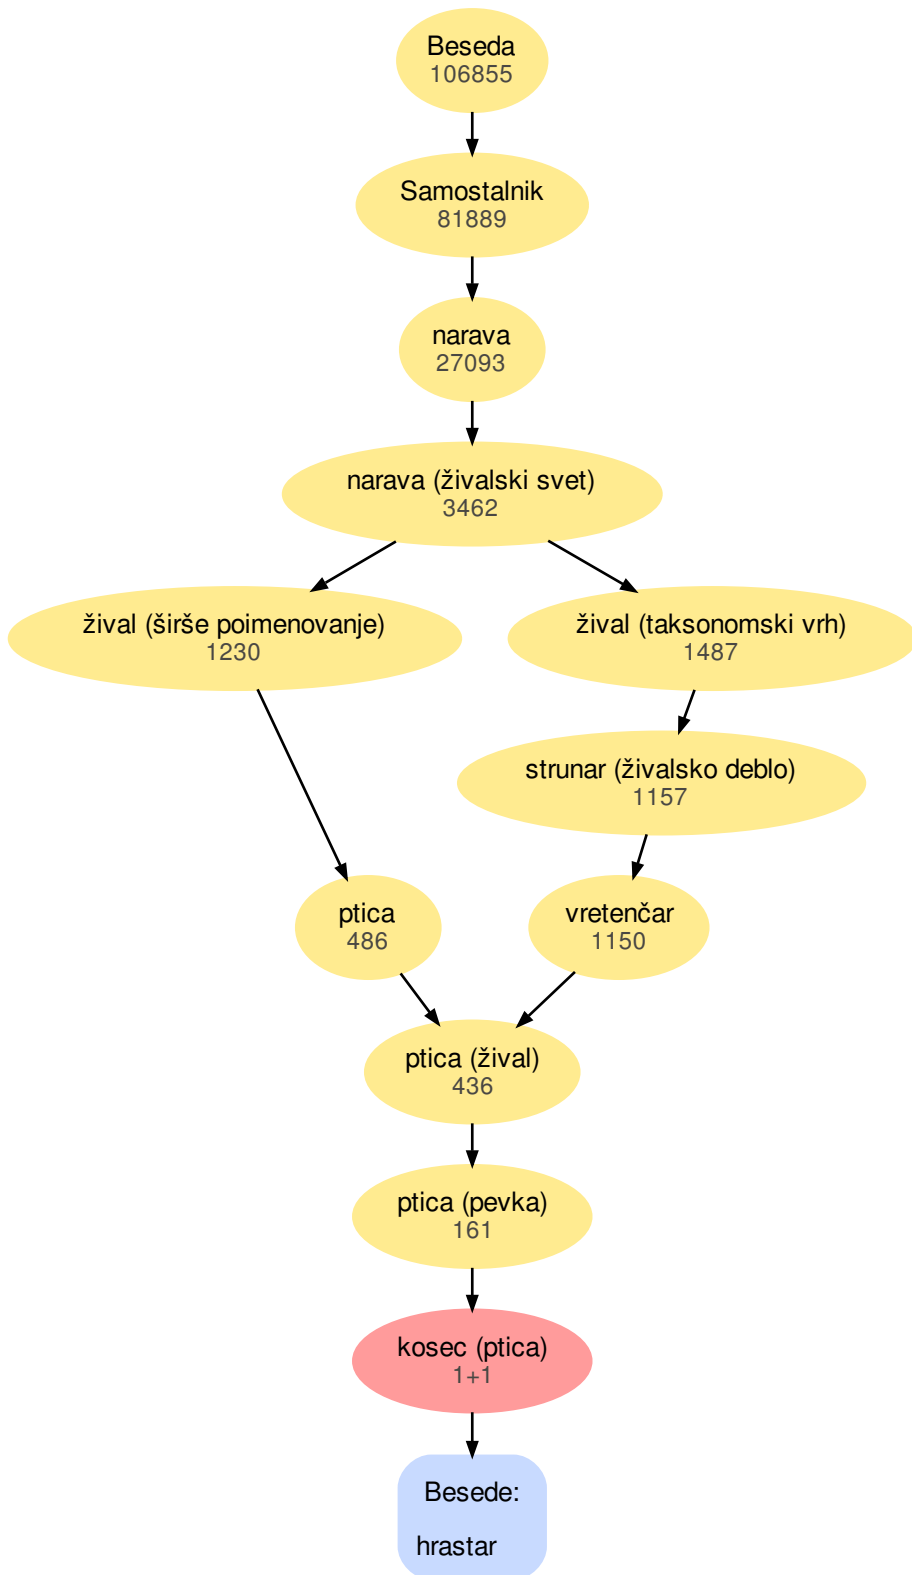 Beseda
106855
Samostalnik
81889
narava
27093
narava (živalski svet)
3462
žival (širše poimenovanje)
1230
žival (taksonomski vrh)
1487
strunar (živalsko deblo)
1157
ptica
486
vretenčar
1150
ptica (žival)
436
ptica (pevka)
161
kosec (ptica)
1+1
Besede:
hrastar